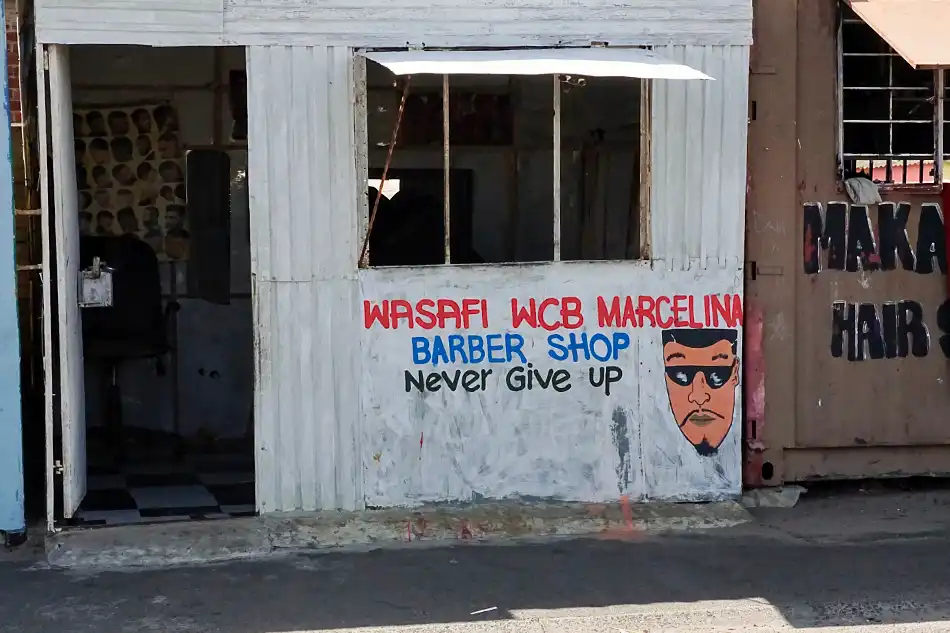 WASAFI WCB MARCELINA
BARBER SHOP
Never Give up
MAKA
HAIR